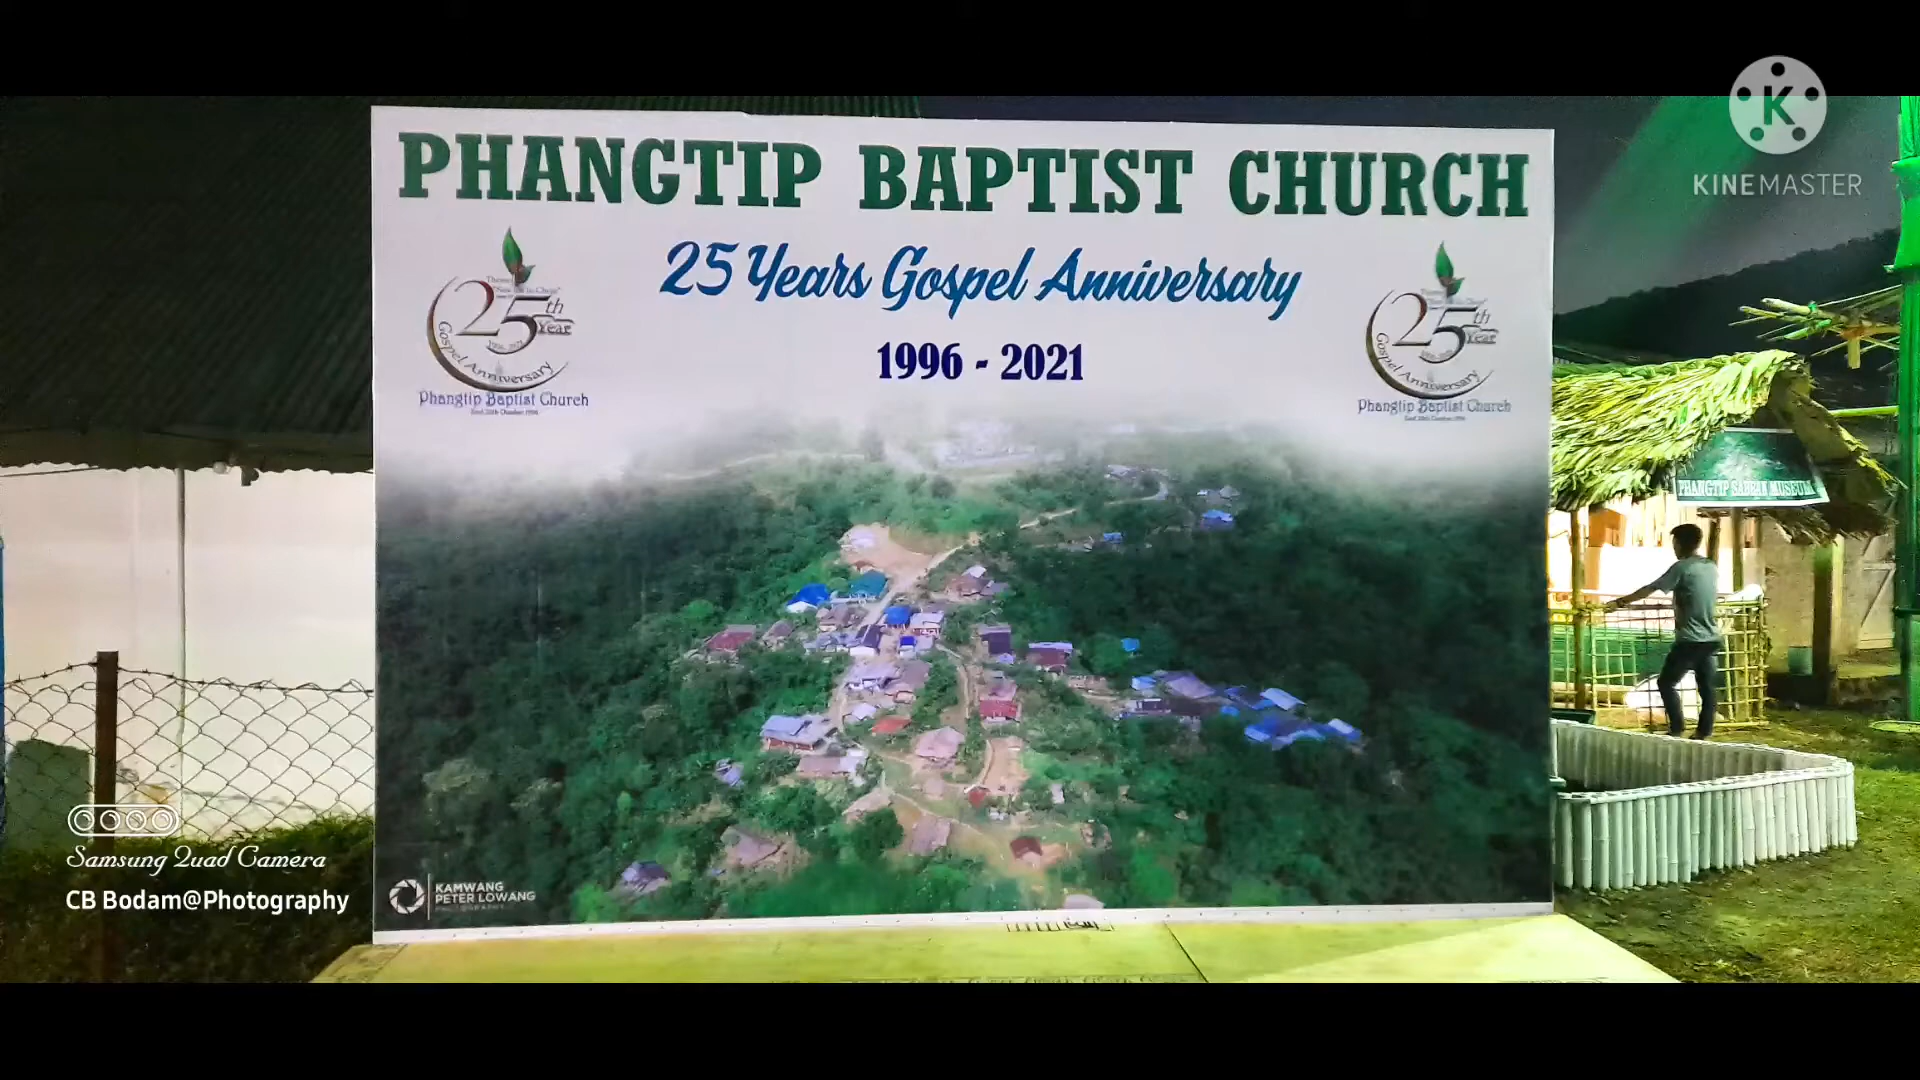 PHANGTIP BAPTIST CHURCH
25 Years Gospel Anniversary
1996 - 2021
25th
Year
Gospel Anniversary
Phangtip Baptist Church
25th
Year
Gospel Anniversary
Phangtip Baptist Church
KAMWANG
PETER LOWANG
PHOTOGRAPHY
K
KINEMASTER
PHANGTIP MUSEUM
Samsung Quad Camera
CB Bodam@Photography